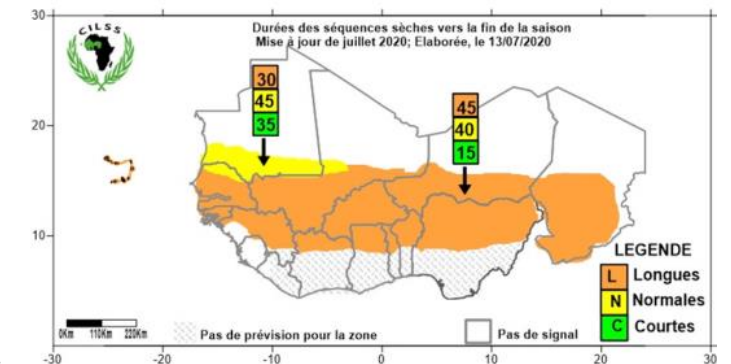 CILSS
Durées des séquences sèches vers la fin de la saison
Mise à jour de juillet 2020; Elaborée, le 13/07/2020
30
20
10
30
45
35
45
40
15
LEGENDE
L Longues
N Normales
C Courtes
0Km 110Km 220Km
Pas de prévision pour la zone
Pas de signal
-30 -20 -10 0 10 20 30